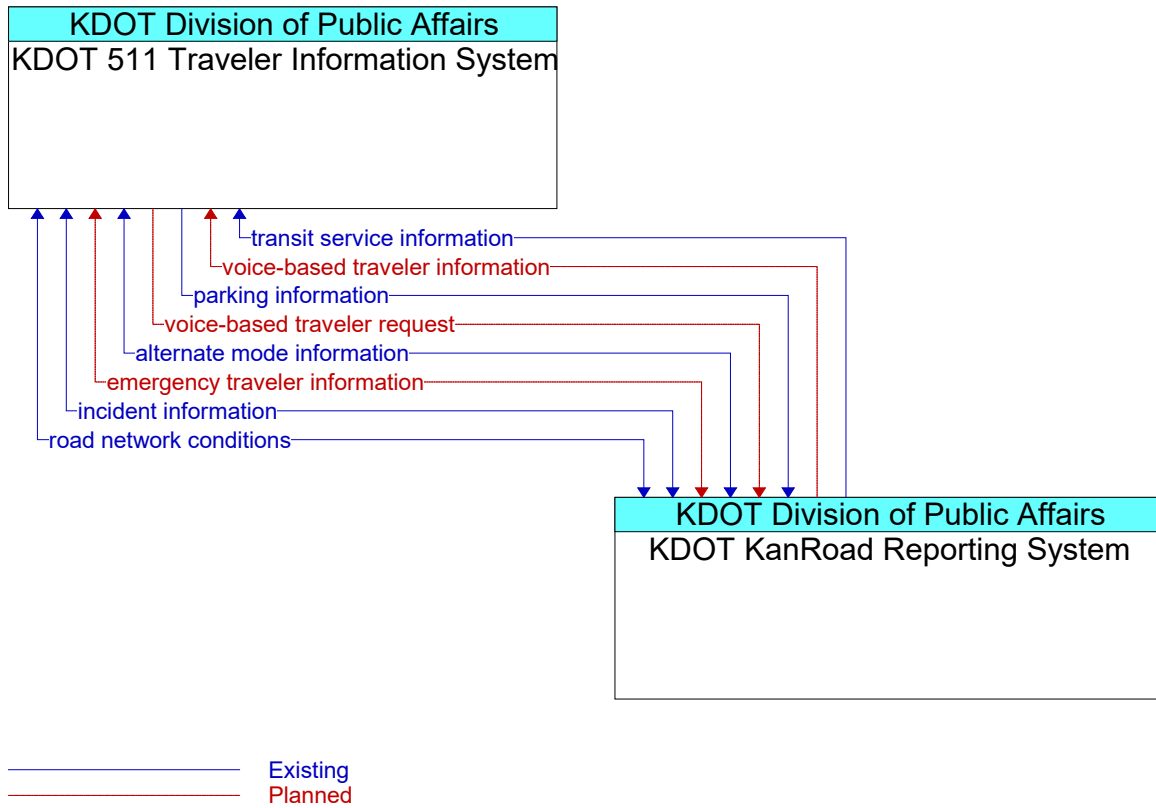 KDOT Division of Public Affairs
KDOT 511 Traveler Information System
transit service information
voice-based traveler information
parking information
voice-based traveler request
alternate mode information
emergency traveler information
incident information
road network conditions
KDOT Division of Public Affairs
KDOT KanRoad Reporting System
Existing
Planned